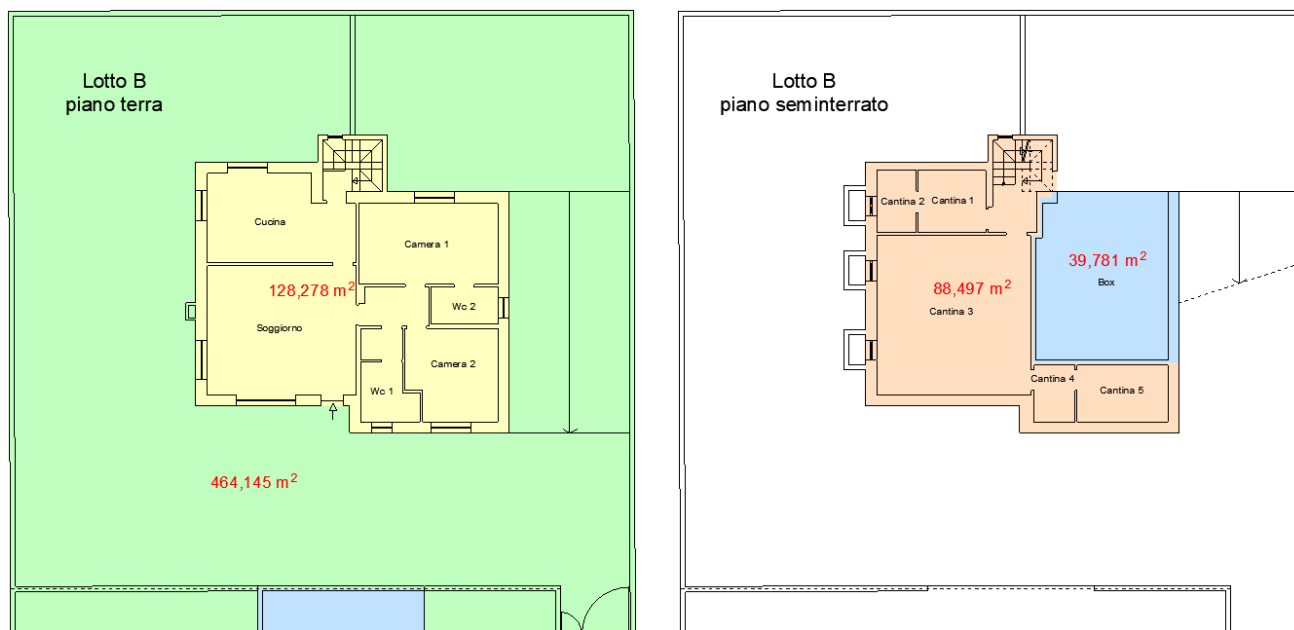 Lotto B
piano terra
Cucina
Camera 1
128,278 m²
Wc 2
Soggiorno
Camera 2
Wc 1
464,145 m²
Lotto B
piano seminterrato
Cantina 2
Cantina 1
39,781 m²
Box
88,497 m²
Cantina 3
Cantina 4
Cantina 5